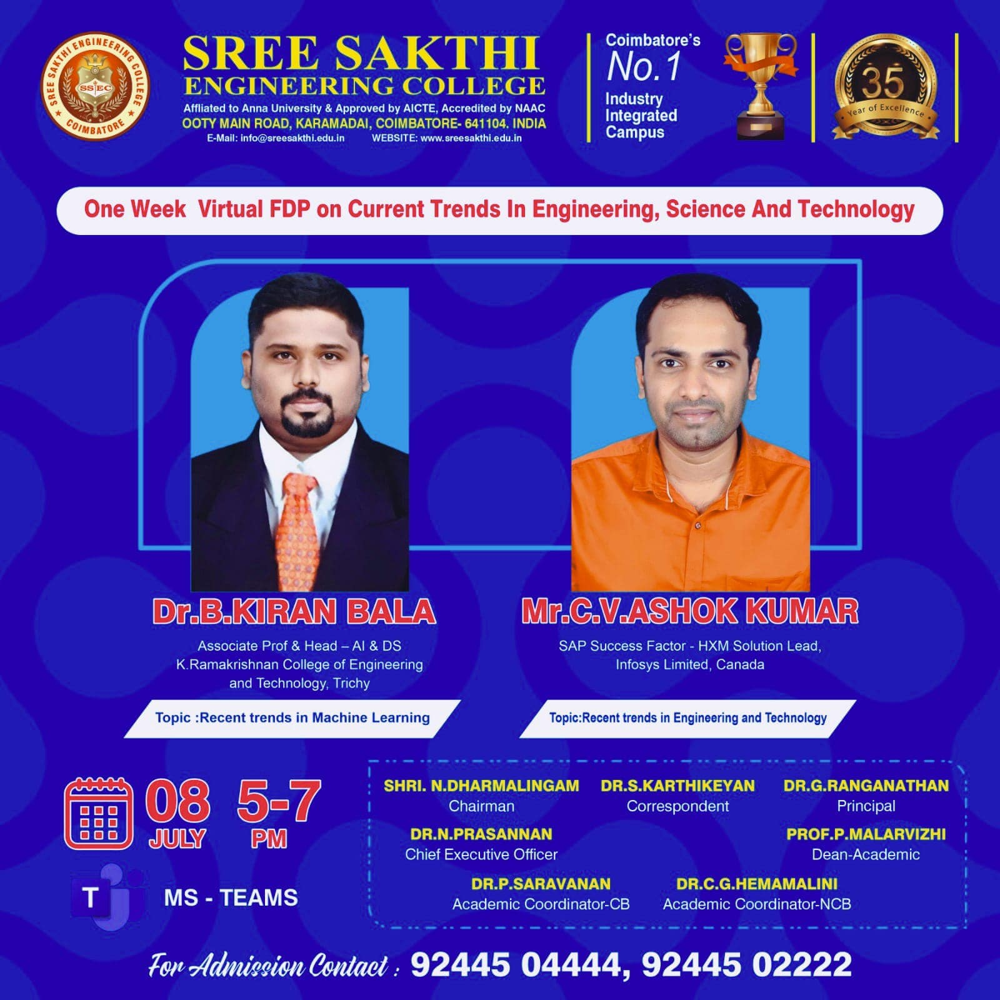 SREE SAKTHI ENGINEERING COLLEGE
SS EC
★ COIMBATORE ★
SREE SAKTHI
ENGINEERING COLLEGE
Affliated to Anna University & Approved by AICTE, Accredited by NAAC
OOTY MAIN ROAD, KARAMADAI, COIMBATORE- 641104. INDIA
E-Mail: info@sreesakthi.edu.in WEBSITE: www.sreesakthi.edu.in
Coimbatore's
No.1
Industry
Integrated
Campus
35
Year of Excellence
One Week Virtual FDP on Current Trends In Engineering, Science And Technology
Dr.B.KIRAN BALA
Associate Prof & Head – AI & DS
K.Ramakrishnan College of Engineering
and Technology, Trichy
Topic :Recent trends in Machine Learning
Mr.C.V.ASHOK KUMAR
SAP Success Factor - HXM Solution Lead,
Infosys Limited, Canada
Topic:Recent trends in Engineering and Technology
08 5-7
JULY PM
T MS - TEAMS
SHRI. N.DHARMALINGAM DR.S.KARTHIKEYAN DR.G.RANGANATHAN
Chairman Correspondent Principal
DR.N.PRASANNAN PROF.P.MALARVIZHI
Chief Executive Officer Dean-Academic
DR.P.SARAVANAN DR.C.G.HEMAMALINI
Academic Coordinator-CB Academic Coordinator-NCB
For Admission Contact : 92445 04444, 92445 02222